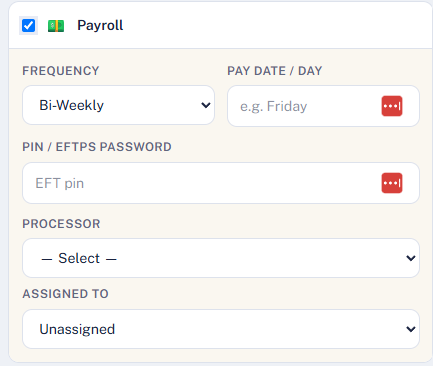 Payroll
FREQUENCY
PAY DATE / DAY
Bi-Weekly
e.g. Friday
PIN / EFTPS PASSWORD
EFT pin
PROCESSOR
— Select —
ASSIGNED TO
Unassigned